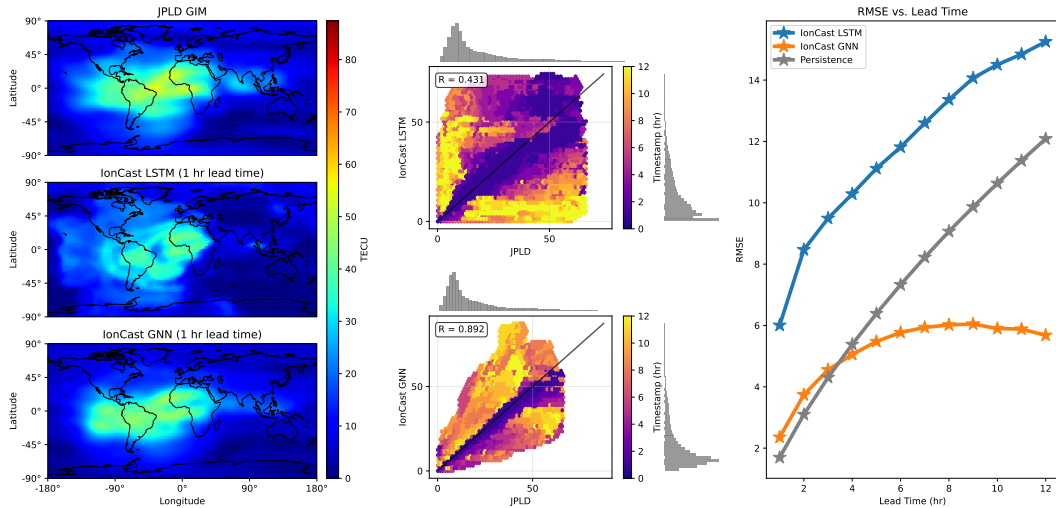 JPLD GIM
90°
45°
0°
-45°
-90°
Latitude
IonCast LSTM (1 hr lead time)
90°
45°
0°
-45°
-90°
Latitude
IonCast GNN (1 hr lead time)
90°
45°
0°
-45°
-90°
Latitude
-180°
-90°
0°
90°
180°
Longitude
80
70
60
50
40
30
20
10
0
TECU
R = 0.431
50
0
IonCast LSTM
0
50
JPLD
12
10
8
6
4
2
0
Timestamp (hr)
R = 0.892
50
0
IonCast GNN
0
50
JPLD
12
10
8
6
4
2
0
Timestamp (hr)
RMSE vs. Lead Time
IonCast LSTM
IonCast GNN
Persistence
14
12
10
8
6
4
2
RMSE
2
4
6
8
10
12
Lead Time (hr)